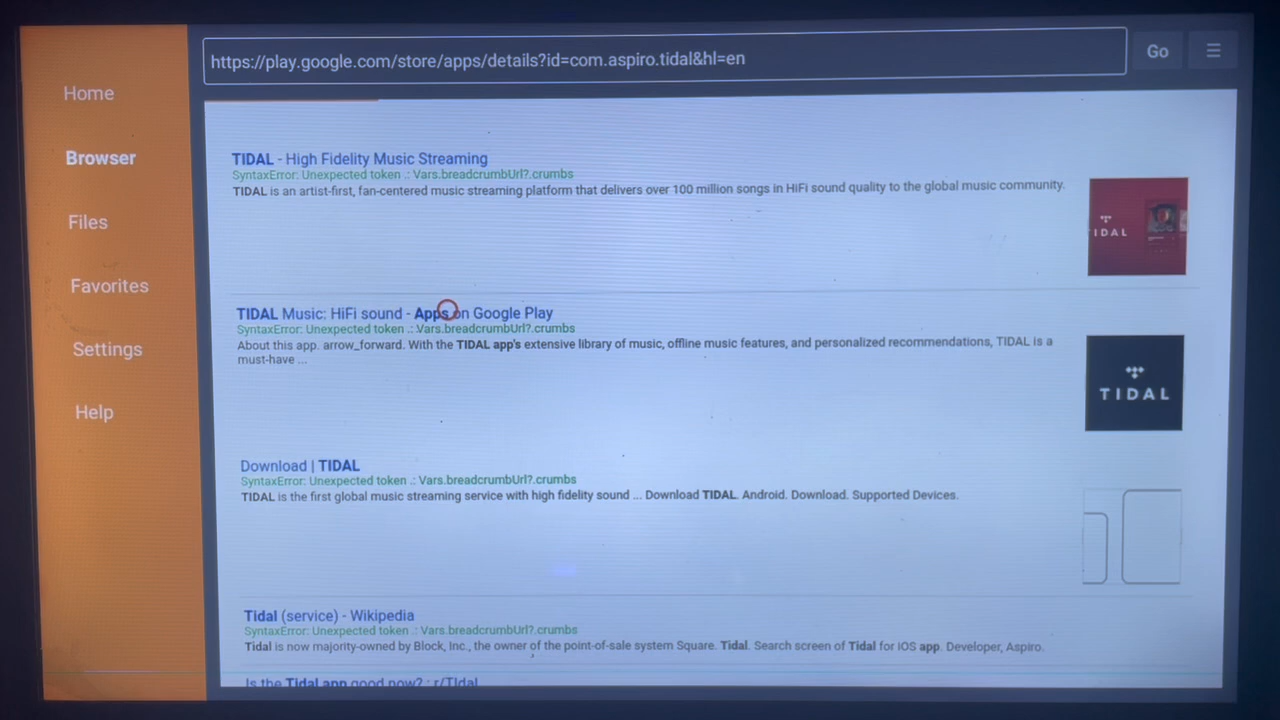 https://play.google.com/store/apps/details?id=com.aspiro.tidal&hl=en
Go
☰
Home
Browser
Files
Favorites
Settings
Help
TIDAL - High Fidelity Music Streaming
SyntaxError: Unexpected token .: Vars.breadcrumbUrl?.crumbs
TIDAL is an artist-first, fan-centered music streaming platform that delivers over 100 million songs in HiFi sound quality to the global music community.
TIDAL
TIDAL Music: HiFi sound - Apps on Google Play
SyntaxError: Unexpected token .: Vars.breadcrumbUrl?.crumbs
About this app. arrow_forward. With the TIDAL app's extensive library of music, offline music features, and personalized recommendations, TIDAL is a
must-have ...
TIDAL
Download | TIDAL
SyntaxError: Unexpected token .: Vars.breadcrumbUrl?.crumbs
TIDAL is the first global music streaming service with high fidelity sound ... Download TIDAL. Android. Download. Supported Devices.
Tidal (service) - Wikipedia
SyntaxError: Unexpected token .: Vars.breadcrumbUrl?.crumbs
Tidal is now majority-owned by Block, Inc., the owner of the point-of-sale system Square. Tidal. Search screen of Tidal for iOS app. Developer, Aspiro.
Is the Tidal app good now? : r/Tidal